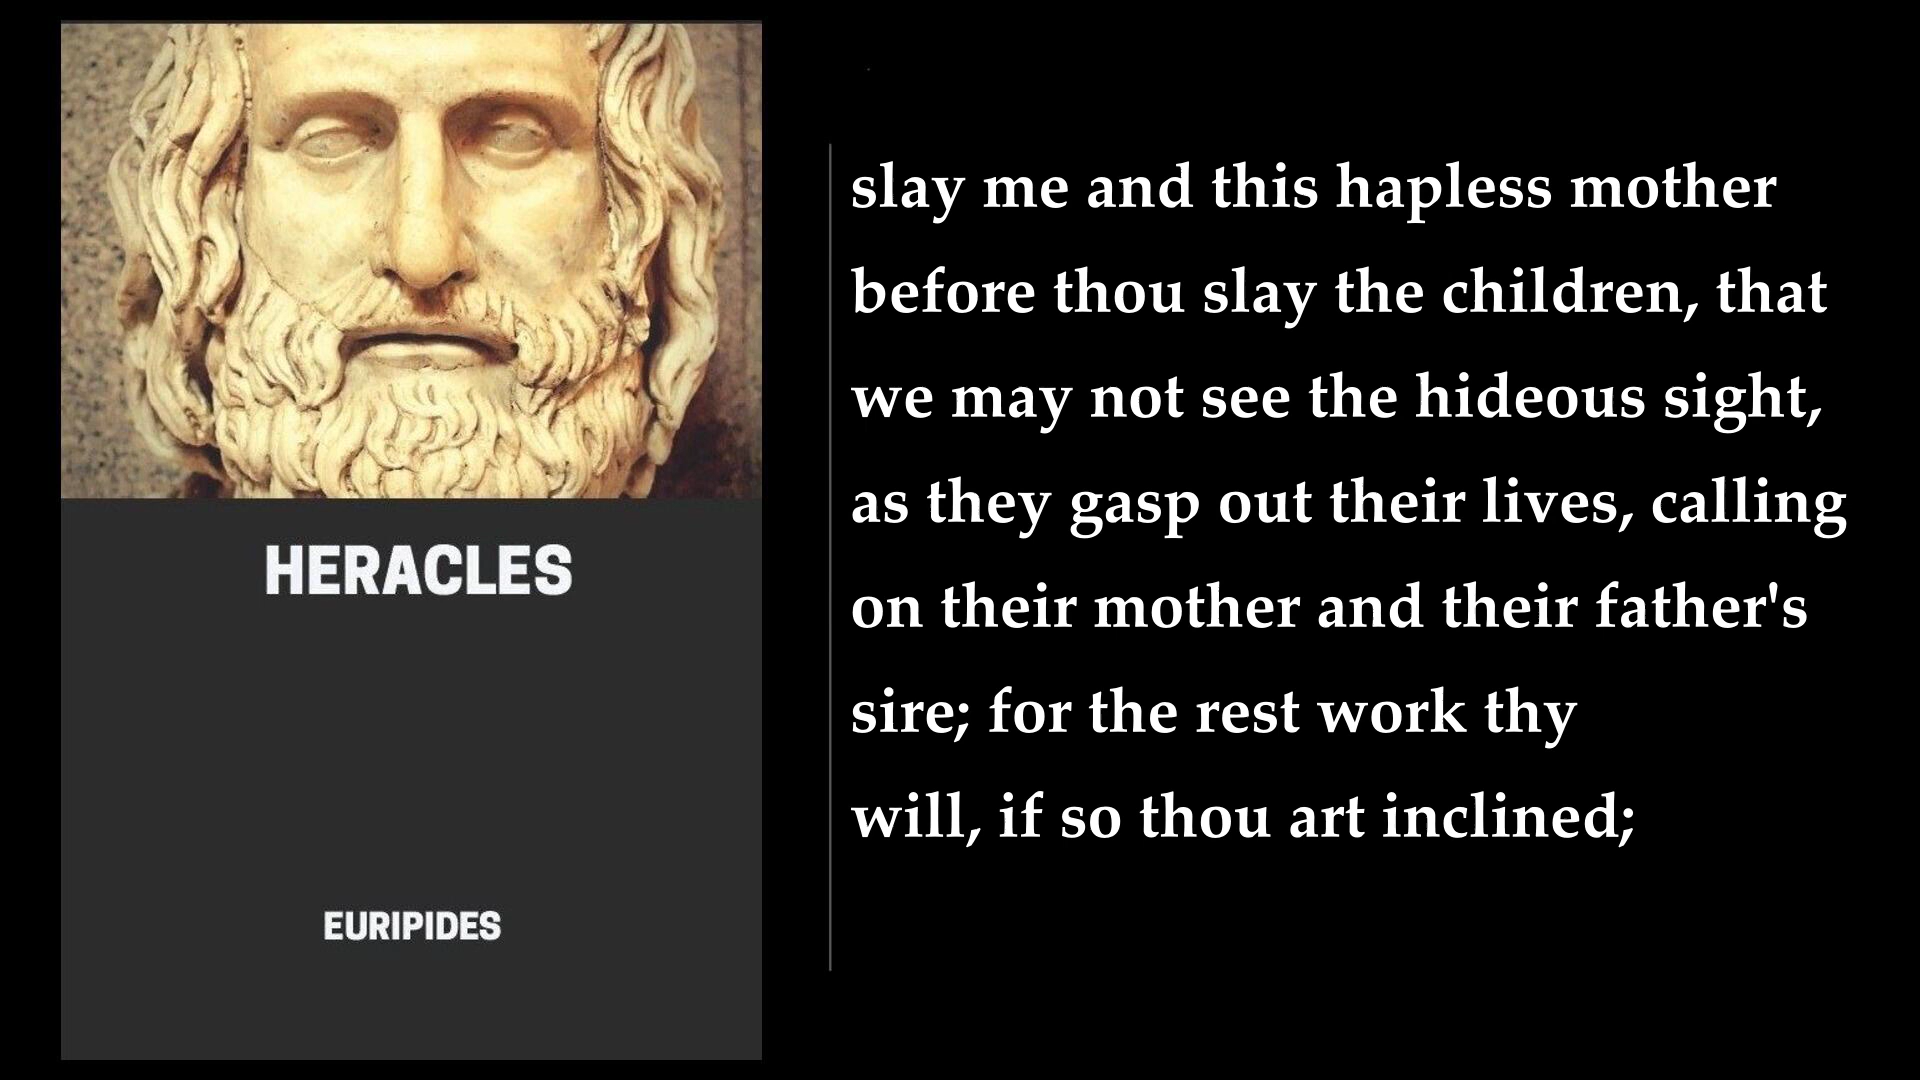 HERACLES
EURIPIDES
slay me and this hapless mother
before thou slay the children, that
we may not see the hideous sight,
as they gasp out their lives, calling
on their mother and their father's
sire; for the rest work thy
will, if so thou art inclined;